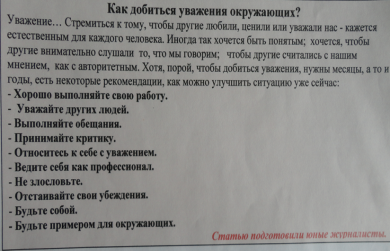 Как добиться уважения окружающих?
Уважение… Стремиться к тому, чтобы другие любили, ценили или уважали нас - кажется
естественным для каждого человека. Иногда так хочется быть понятым; хочется, чтобы
другие внимательно слушали то, что мы говорим; чтобы другие считались с нашим
мнением, как с авторитетным. Хотя, порой, чтобы добиться уважения, нужны месяцы, а то и
годы, есть некоторые рекомендации, как можно улучшить ситуацию уже сейчас:
- Хорошо выполняйте свою работу.
- Уважайте других людей.
- Выполняйте обещания.
- Принимайте критику.
- Относитесь к себе с уважением.
- Ведите себя как профессионал.
- Не злословьте.
- Отстаивайте свои убеждения.
- Будьте собой.
- Будьте примером для окружающих.
Статью подготовили юные журналисты.